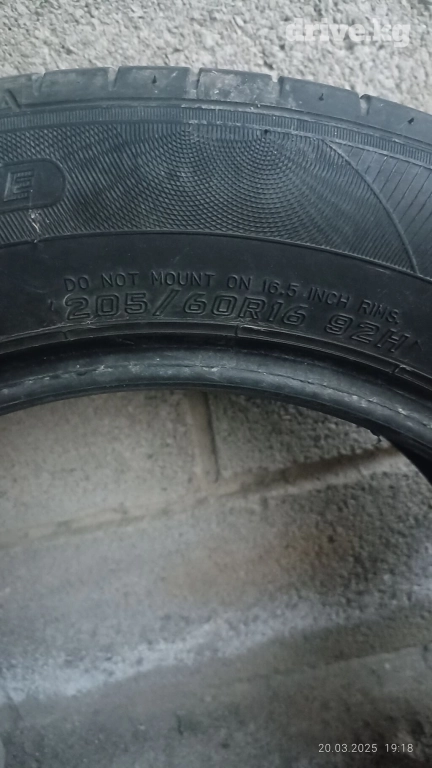 drive.kg
E
DO NOT MOUNT ON 16.5 INCH RIMS.
205/60R16 92H
20.03.2025 19:18